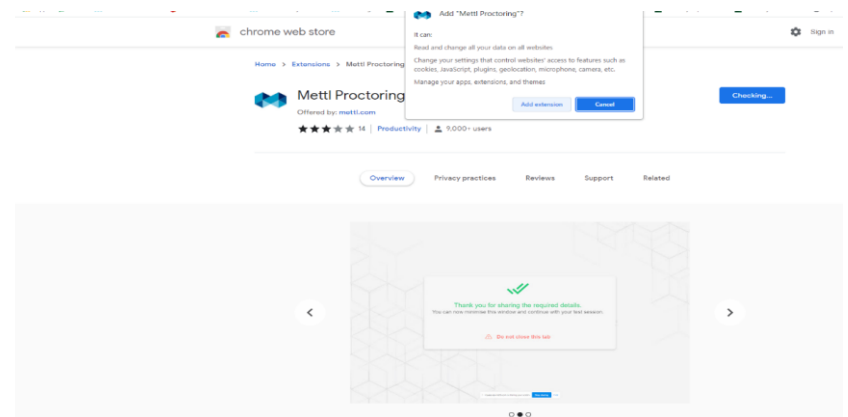 Add "Mettl Proctoring"?
It can:
Read and change all your data on all websites
Change your settings that control websites' access to features such as
cookies, JavaScript, plugins, geolocation, microphone, camera, etc.
Manage your apps, extensions, and themes
Add extension
Cancel
chrome web store
Sign in
Home > Extensions > Mettl Proctoring
Mettl Proctoring
Checking...
Offered by: mettl.com
14
Productivity
9,000+ users
Overview
Privacy practices
Reviews
Support
Related
Thank you for sharing the required details.
You can now minimise this window and continue with your test session.
Do not close this tab